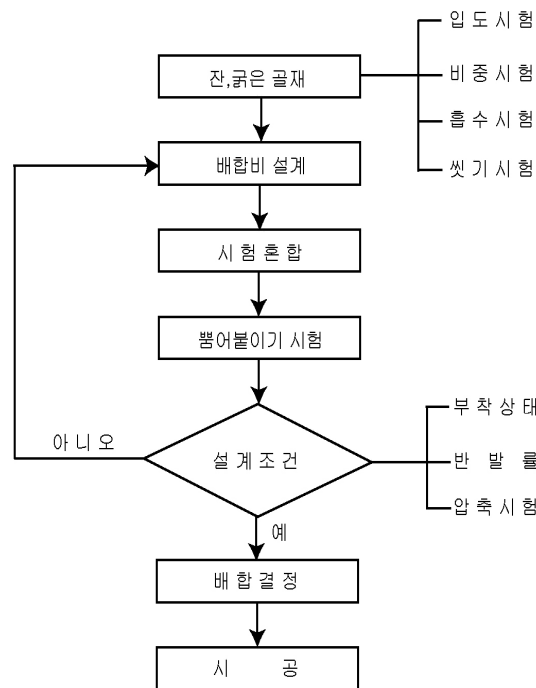 입 도 시 험
잔,굵은 골재
비 중 시 험
흡 수 시 험
배합비 설계
씻 기 시 험
시 험 혼 합
뿜어붙이기 시험
부 착 상 태
아 니 오
설 계 조 건
반 발 률
압 축 시 험
예
배 합 결 정
시 공